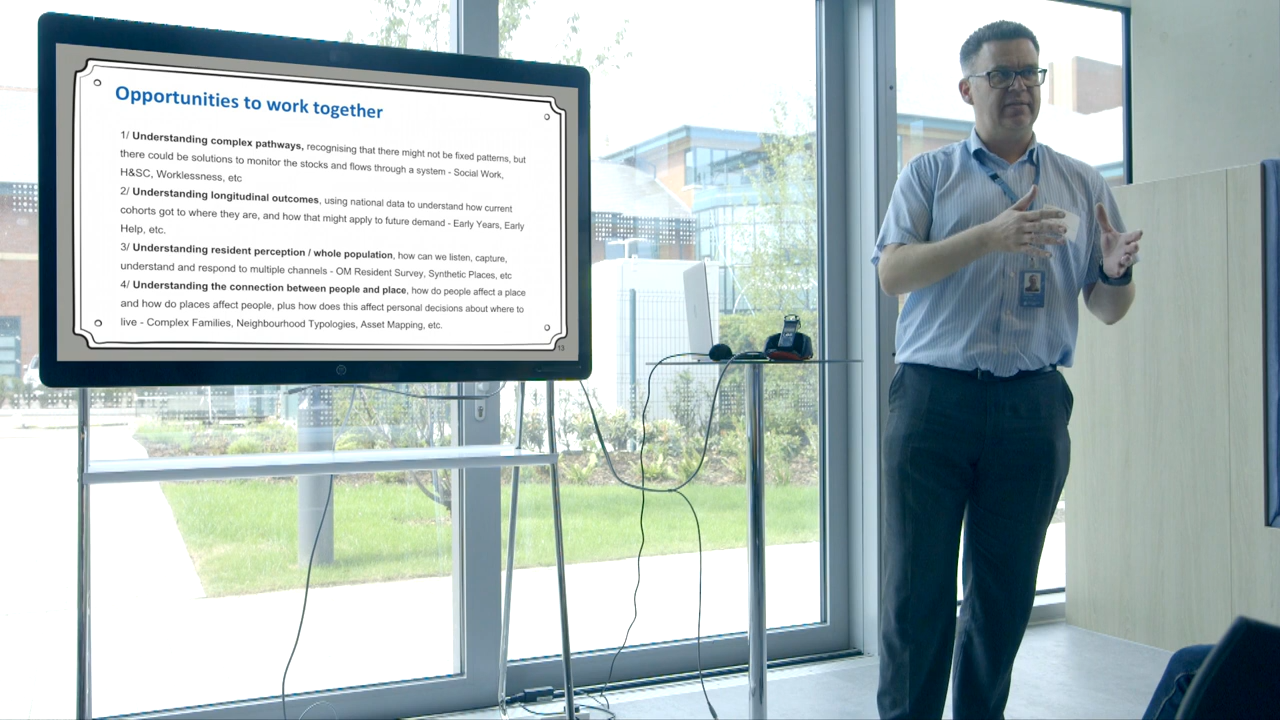 Opportunities to work together
1/ Understanding complex pathways, recognising that there might not be fixed patterns, but
there could be solutions to monitor the stocks and flows through a system - Social Work,
H&SC, Worklessness, etc
2/ Understanding longitudinal outcomes, using national data to understand how current
cohorts got to where they are, and how that might apply to future demand - Early Years, Early
Help, etc.
3/ Understanding resident perception / whole population, how can we listen, capture,
understand and respond to multiple channels - OM Resident Survey, Synthetic Places, etc
4/ Understanding the connection between people and place, how do people affect a place
and how do places affect people, plus how does this affect personal decisions about where to
live - Complex Families, Neighbourhood Typologies, Asset Mapping, etc.
13